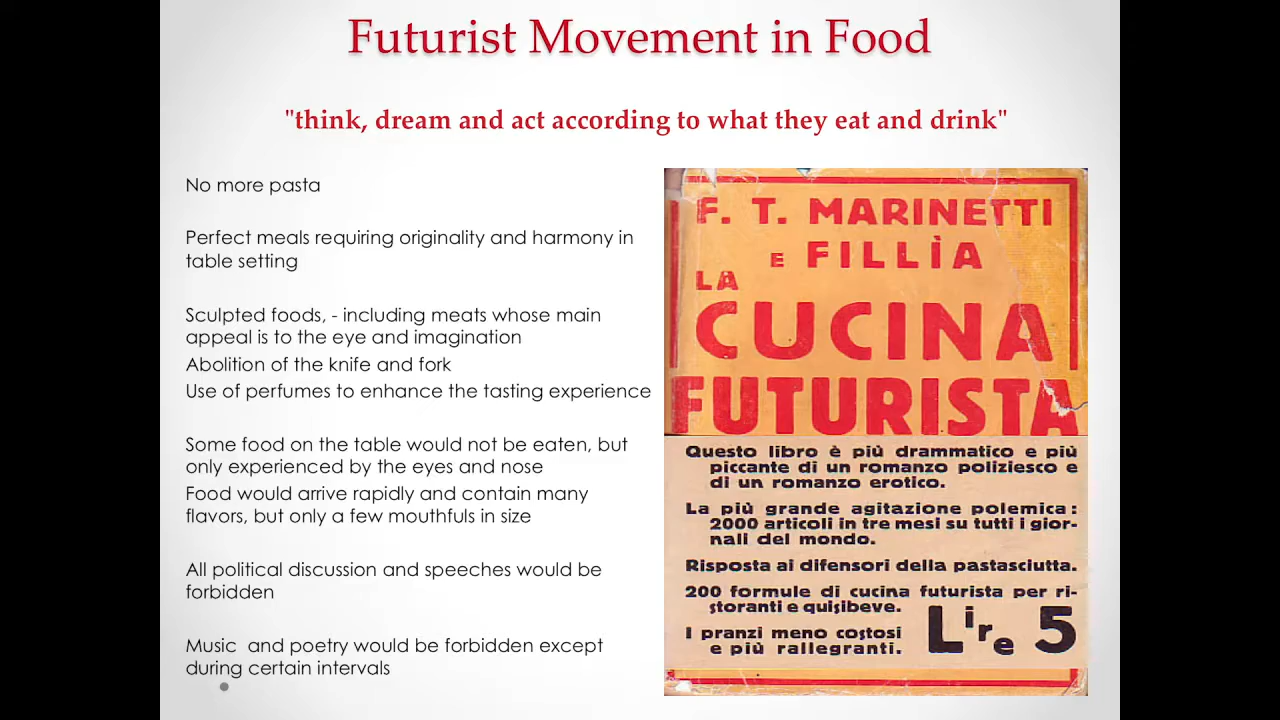 Futurist Movement in Food
"think, dream and act according to what they eat and drink"
No more pasta
Perfect meals requiring originality and harmony in
table setting
Sculpted foods, - including meats whose main
appeal is to the eye and imagination
Abolition of the knife and fork
Use of perfumes to enhance the tasting experience
Some food on the table would not be eaten, but
only experienced by the eyes and nose
Food would arrive rapidly and contain many
flavors, but only a few mouthfuls in size
All political discussion and speeches would be
forbidden
Music  and poetry would be forbidden except
during certain intervals
F. T. MARINETTI
E FILLÌA
LA
CUCINA
FUTURISTA
Questo libro è più drammatico e più
piccante di un romanzo poliziesco e
di un romanzo erotico.
La più grande agitazione polemica:
2000 articoli in tre mesi su tutti i gior-
nali del mondo.
Risposta ai difensori della pastasciutta.
200 formule di cucina futurista per ri-
storanti e quisibeve.
I pranzi meno costosi
e più rallegranti.
Lire 5